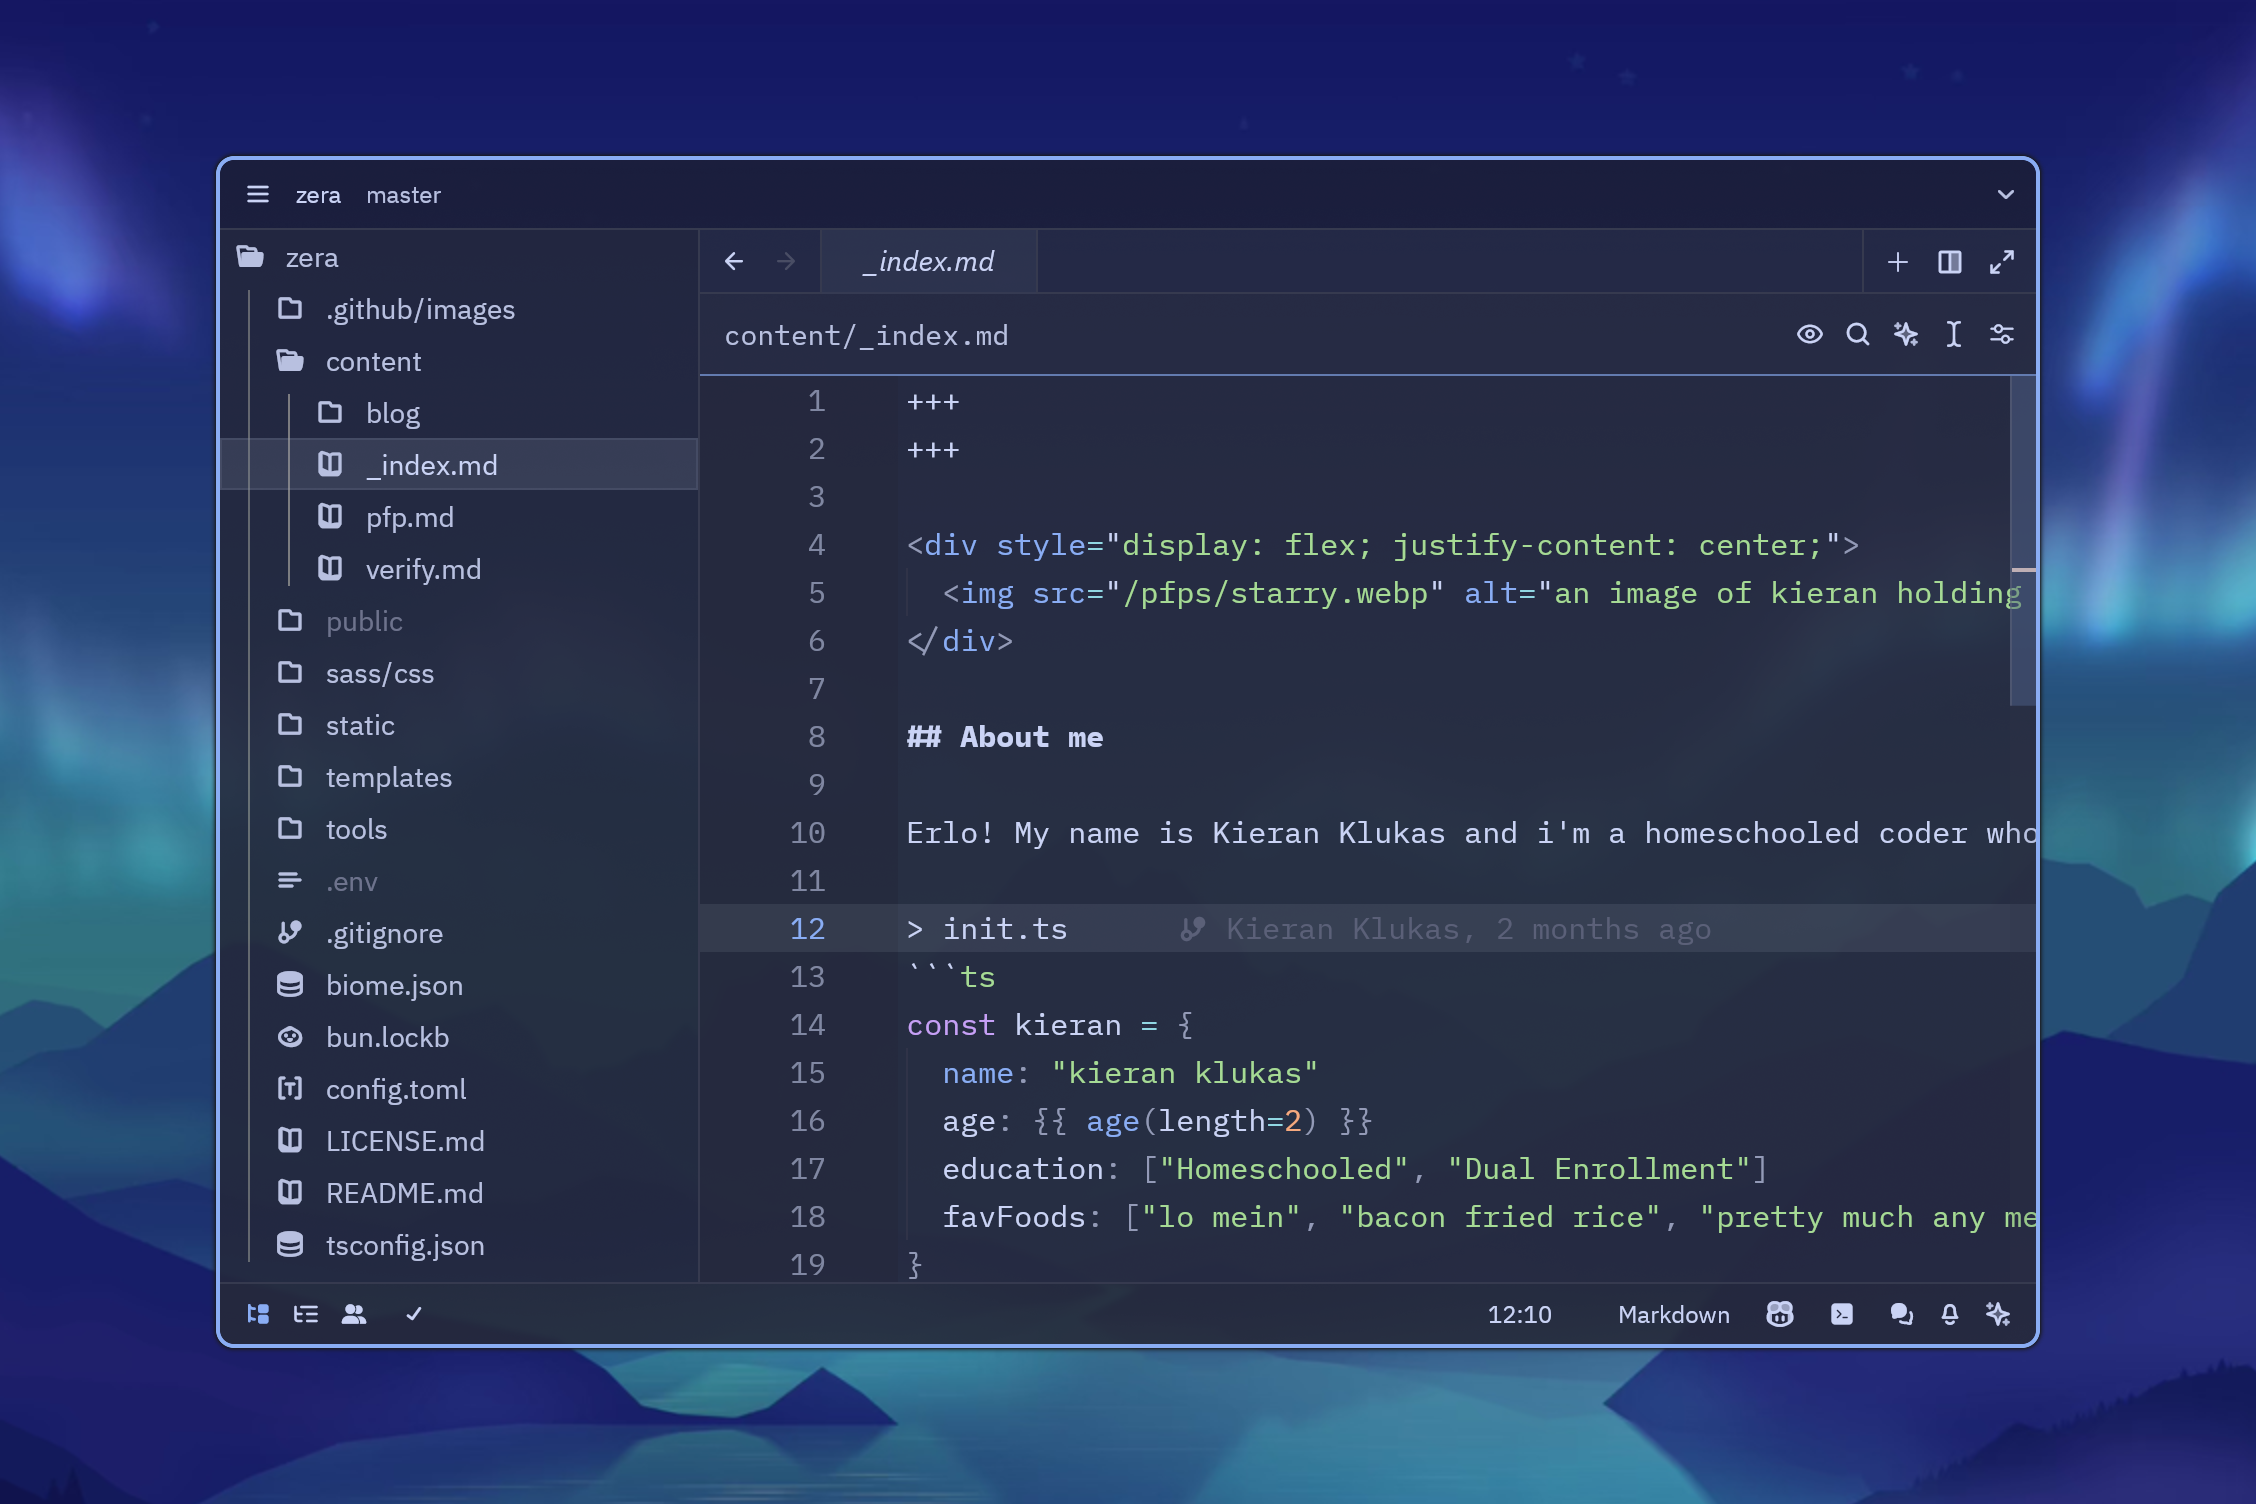 zera master
zera
.github/images
content
blog
_index.md
pfp.md
verify.md
public
sass/css
static
templates
tools
.env
.gitignore
biome.json
bun.lockb
config.toml
LICENSE.md
README.md
tsconfig.json
_index.md
content/_index.md
1 +++
2 +++
3
4 <div style="display: flex; justify-content: center;">
5 <img src="/pfps/starry.webp" alt="an image of kieran holding
6 </div>
7
8 ## About me
9
10 Erlo! My name is Kieran Klukas and i'm a homeschooled coder who
11
12 > init.ts Kieran Klukas, 2 months ago
13 ```ts
14 const kieran = {
15 name: "kieran klukas"
16 age: {{ age(length=2) }}
17 education: ["Homeschooled", "Dual Enrollment"]
18 favFoods: ["lo mein", "bacon fried rice", "pretty much any me
19 }
12:10 Markdown